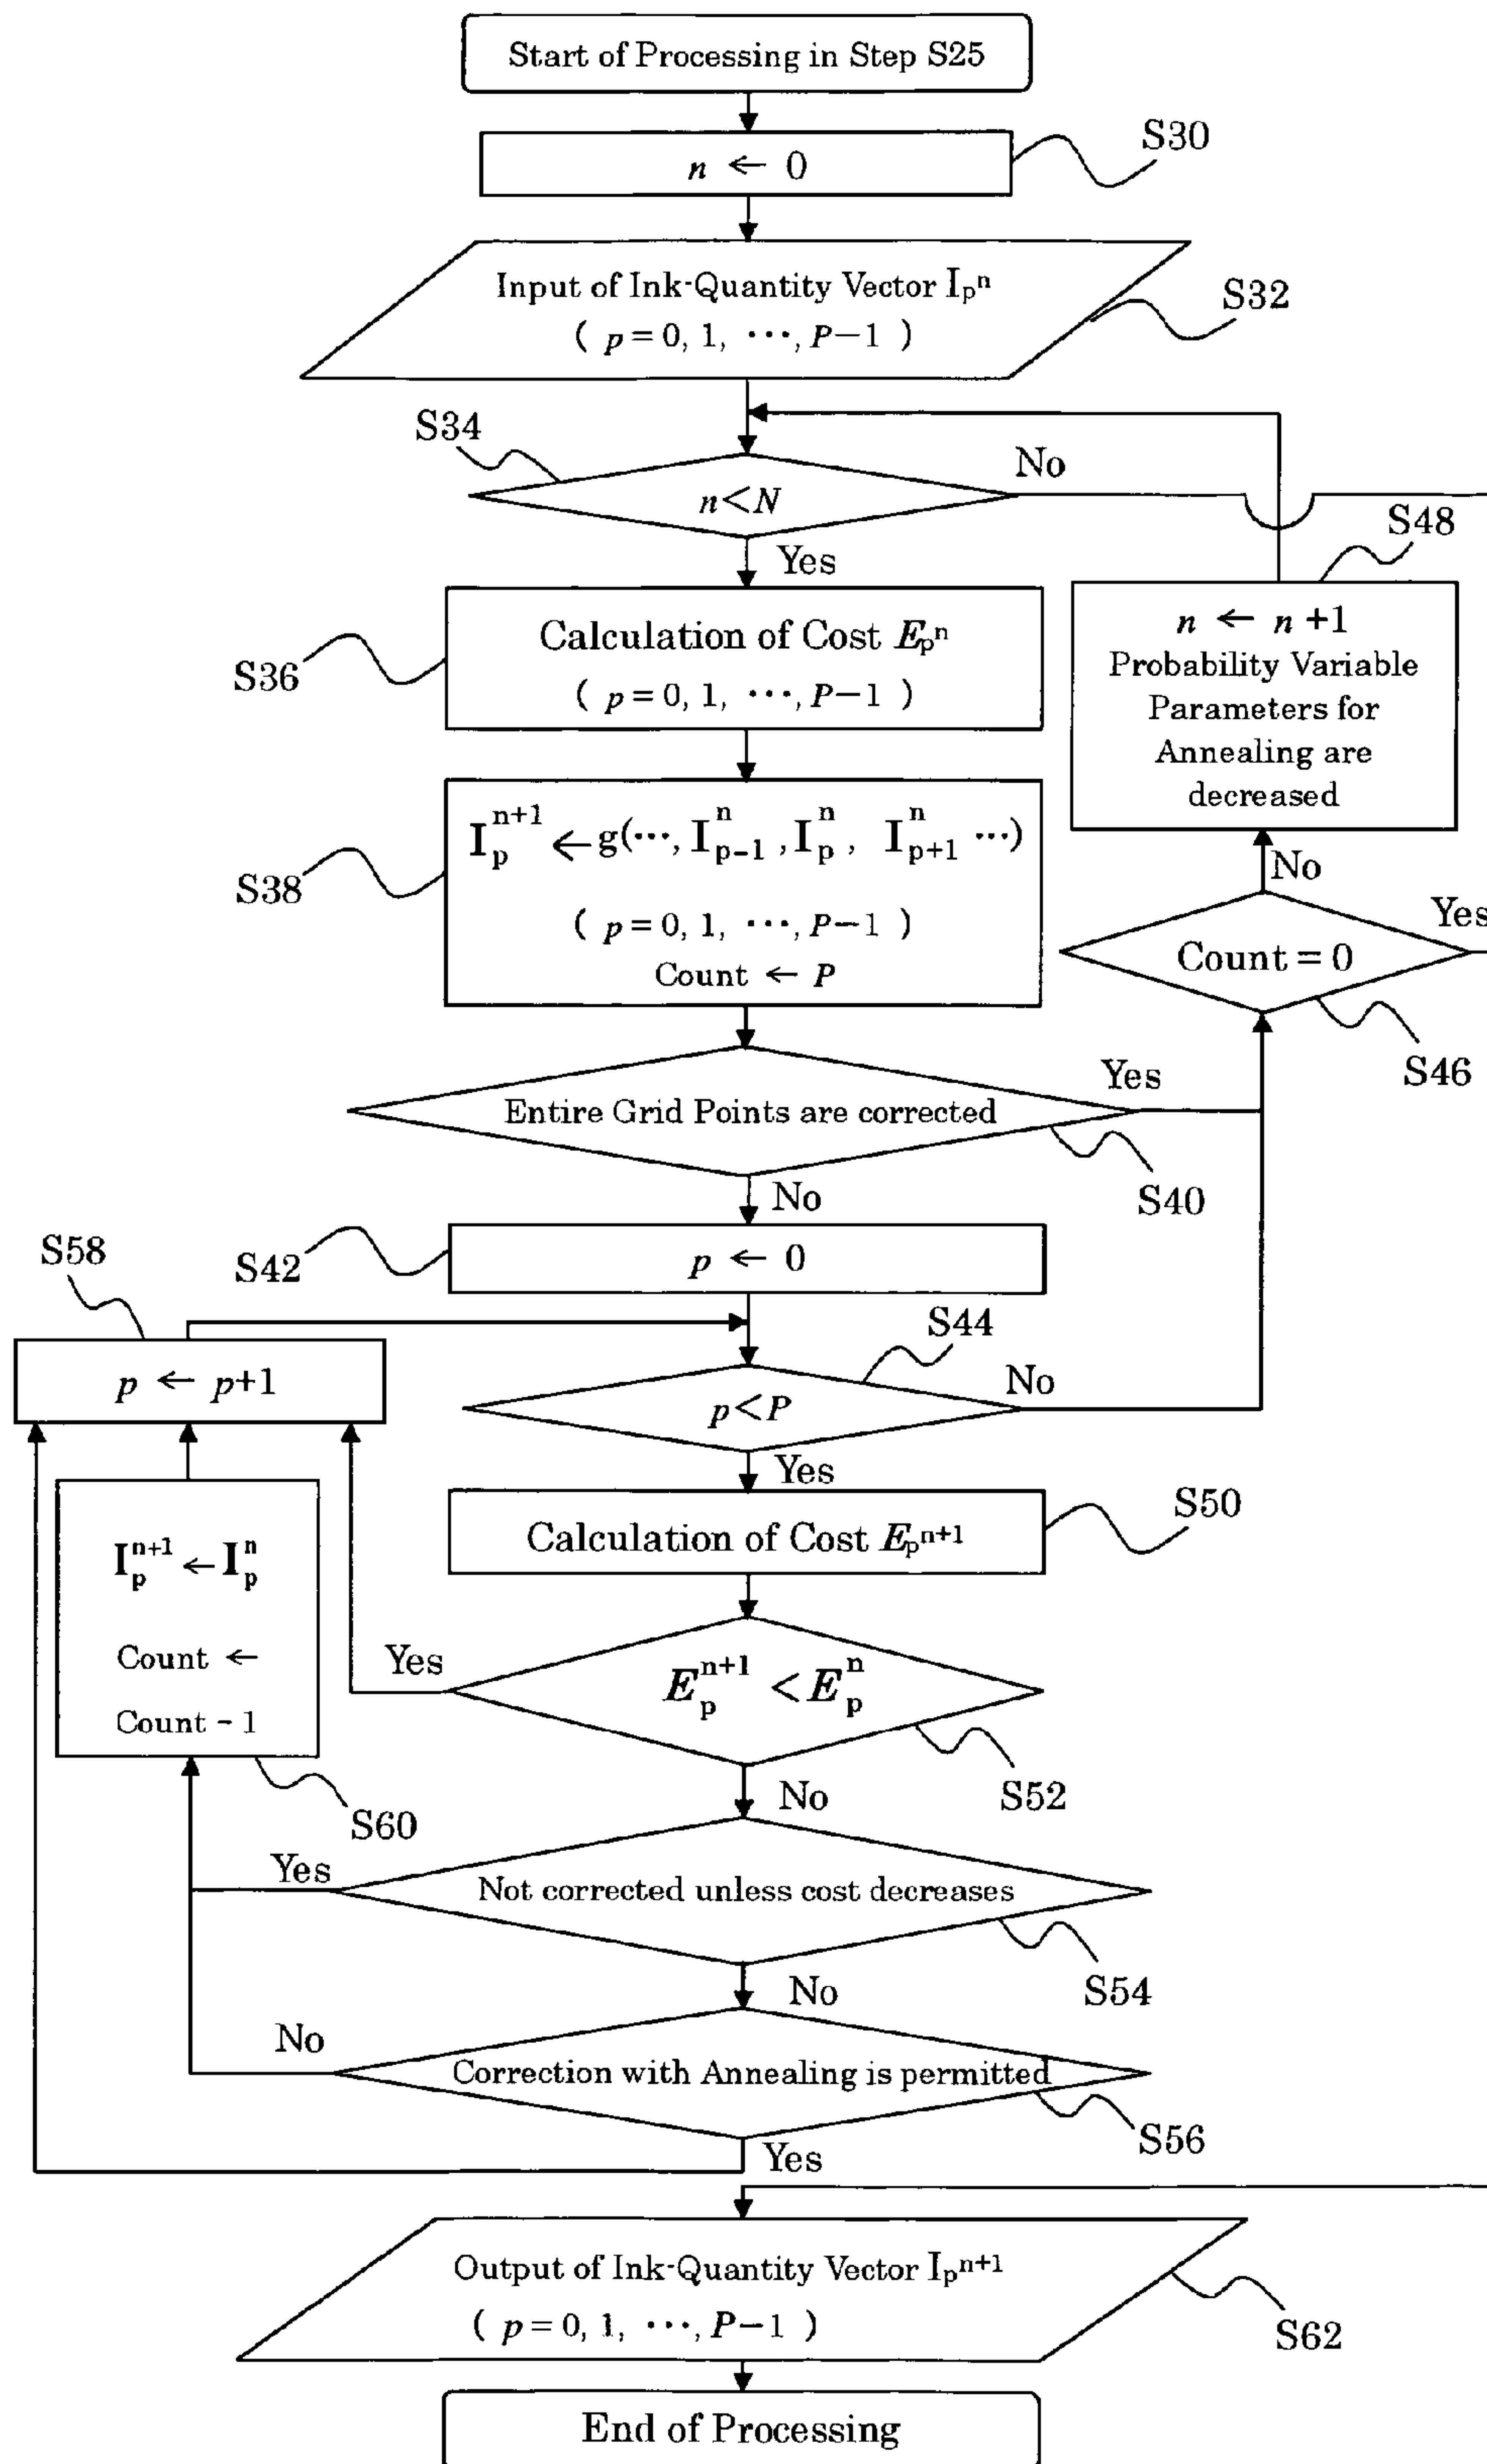 Start of Processing in Step S25
S30
n ← 0
Input of Ink-Quantity Vector Iₚⁿ
( p = 0, 1, ···, P−1 )
S32
S34
n<N
No
Yes
S48
n ← n +1
Probability Variable
Parameters for
Annealing are
decreased
Calculation of Cost Eₚⁿ
( p = 0, 1, ···, P−1 )
S36
Iₚⁿ⁺¹ ← g(···, Iₚ₋₁ⁿ , Iₚⁿ , Iₚ₊₁ⁿ ···)
( p = 0, 1, ···, P−1 )
Count ← P
S38
No
Yes
Count = 0
S46
Entire Grid Points are corrected
Yes
S40
No
S42
p ← 0
S58
p ← p+1
S44
p<P
No
Yes
S50
Calculation of Cost Eₚⁿ⁺¹
Iₚⁿ⁺¹ ← Iₚⁿ
Count ←
Count - 1
S60
Yes
Eₚⁿ⁺¹ < Eₚⁿ
S52
No
Yes
Not corrected unless cost decreases
S54
No
No
Correction with Annealing is permitted
S56
Yes
Output of Ink-Quantity Vector Iₚⁿ⁺¹
( p = 0, 1, ···, P−1 )
S62
End of Processing